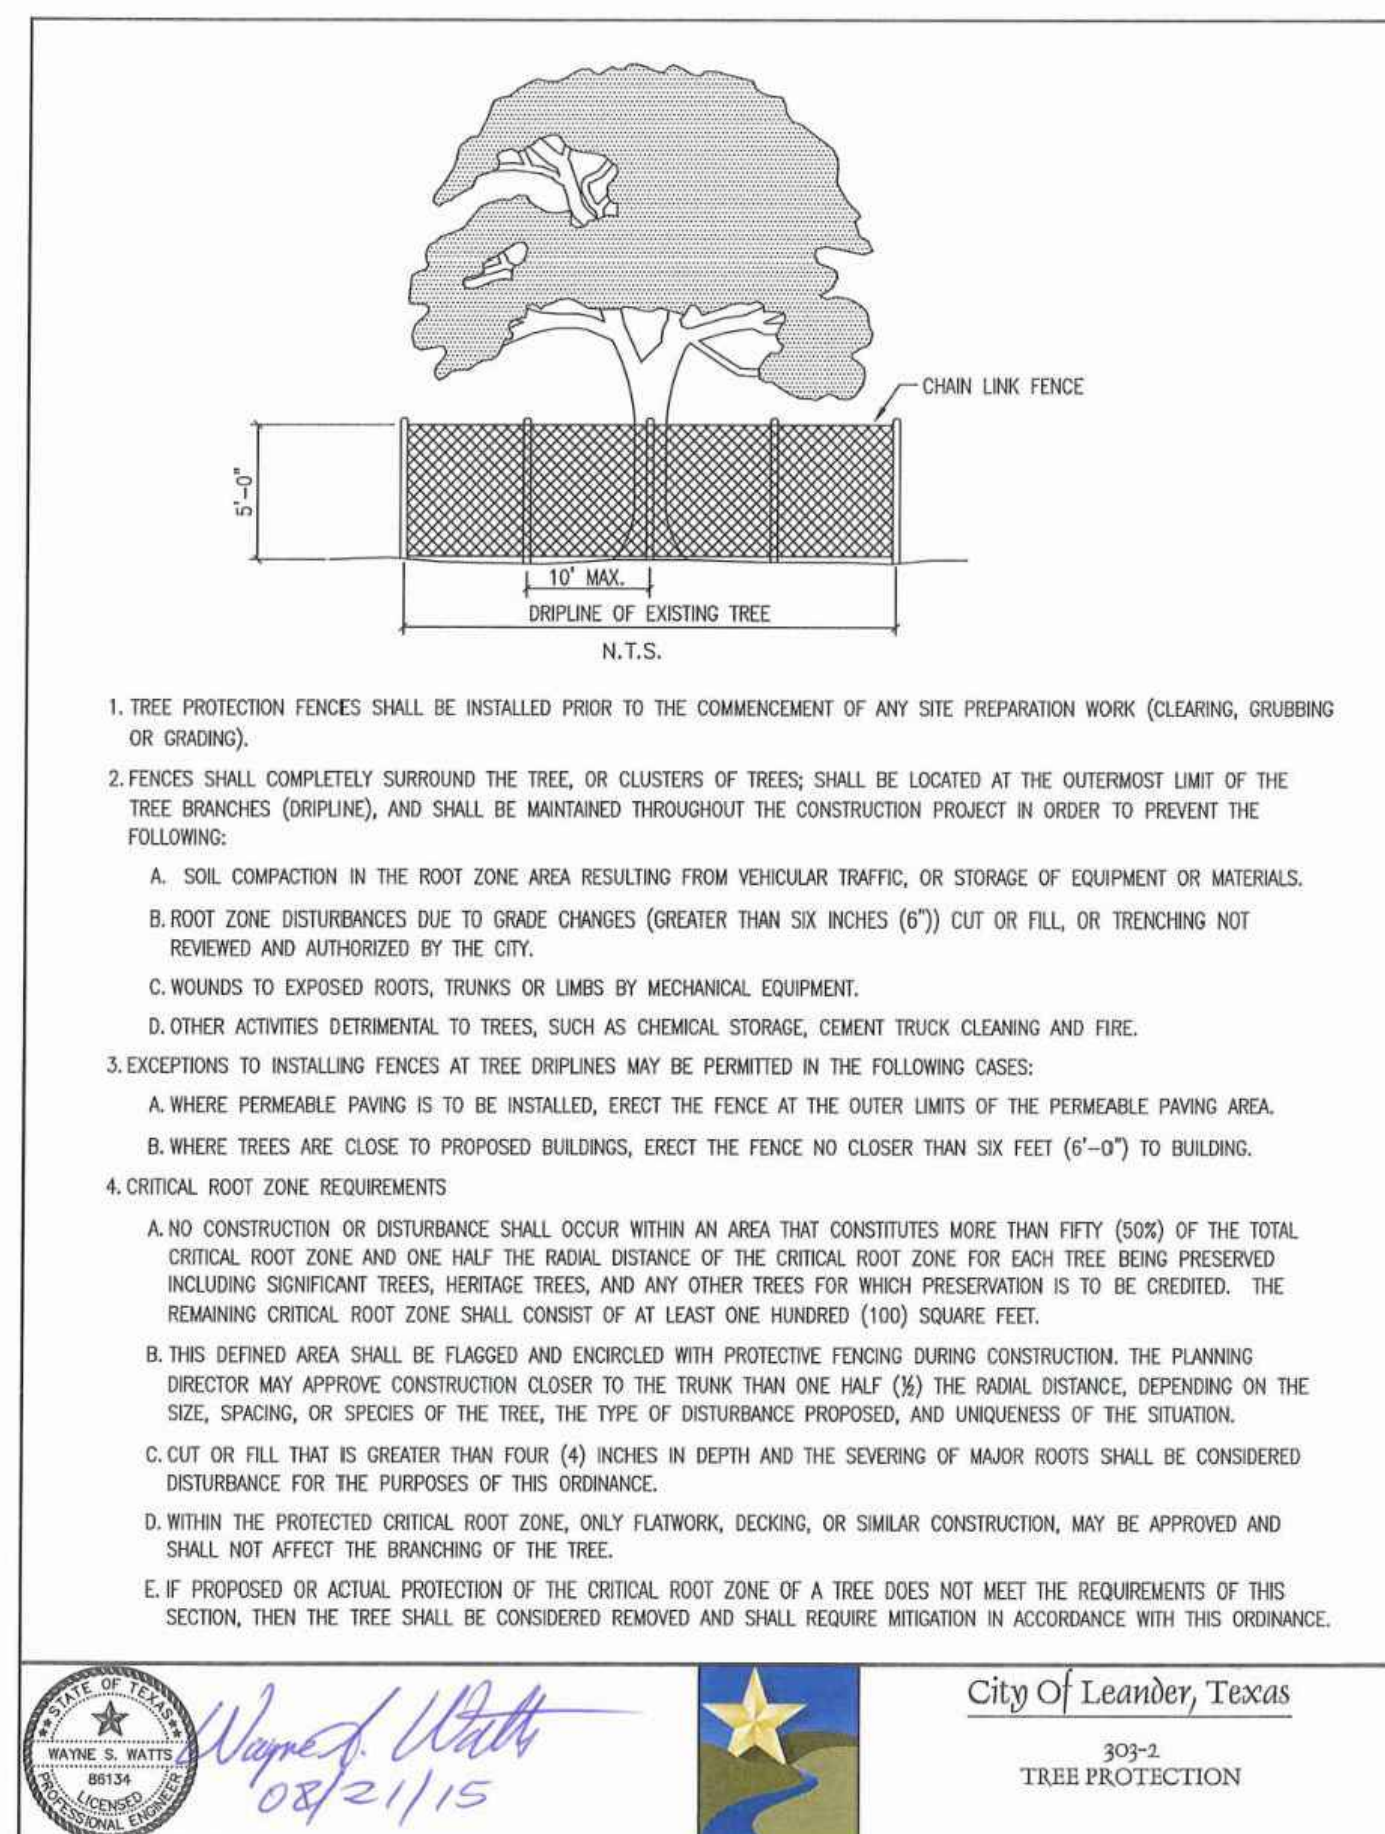 CHAIN LINK FENCE
5'-0"
10' MAX.
DRIPLINE OF EXISTING TREE
N.T.S.
1. TREE PROTECTION FENCES SHALL BE INSTALLED PRIOR TO THE COMMENCEMENT OF ANY SITE PREPARATION WORK (CLEARING, GRUBBING
OR GRADING).
2. FENCES SHALL COMPLETELY SURROUND THE TREE, OR CLUSTERS OF TREES; SHALL BE LOCATED AT THE OUTERMOST LIMIT OF THE
TREE BRANCHES (DRIPLINE), AND SHALL BE MAINTAINED THROUGHOUT THE CONSTRUCTION PROJECT IN ORDER TO PREVENT THE
FOLLOWING:
A. SOIL COMPACTION IN THE ROOT ZONE AREA RESULTING FROM VEHICULAR TRAFFIC, OR STORAGE OF EQUIPMENT OR MATERIALS.
B. ROOT ZONE DISTURBANCES DUE TO GRADE CHANGES (GREATER THAN SIX INCHES (6")) CUT OR FILL, OR TRENCHING NOT
REVIEWED AND AUTHORIZED BY THE CITY.
C. WOUNDS TO EXPOSED ROOTS, TRUNKS OR LIMBS BY MECHANICAL EQUIPMENT.
D. OTHER ACTIVITIES DETRIMENTAL TO TREES, SUCH AS CHEMICAL STORAGE, CEMENT TRUCK CLEANING AND FIRE.
3. EXCEPTIONS TO INSTALLING FENCES AT TREE DRIPLINES MAY BE PERMITTED IN THE FOLLOWING CASES:
A. WHERE PERMEABLE PAVING IS TO BE INSTALLED, ERECT THE FENCE AT THE OUTER LIMITS OF THE PERMEABLE PAVING AREA.
B. WHERE TREES ARE CLOSE TO PROPOSED BUILDINGS, ERECT THE FENCE NO CLOSER THAN SIX FEET (6'-0") TO BUILDING.
4. CRITICAL ROOT ZONE REQUIREMENTS
A. NO CONSTRUCTION OR DISTURBANCE SHALL OCCUR WITHIN AN AREA THAT CONSTITUTES MORE THAN FIFTY (50%) OF THE TOTAL
CRITICAL ROOT ZONE AND ONE HALF THE RADIAL DISTANCE OF THE CRITICAL ROOT ZONE FOR EACH TREE BEING PRESERVED
INCLUDING SIGNIFICANT TREES, HERITAGE TREES, AND ANY OTHER TREES FOR WHICH PRESERVATION IS TO BE CREDITED. THE
REMAINING CRITICAL ROOT ZONE SHALL CONSIST OF AT LEAST ONE HUNDRED (100) SQUARE FEET.
B. THIS DEFINED AREA SHALL BE FLAGGED AND ENCIRCLED WITH PROTECTIVE FENCING DURING CONSTRUCTION. THE PLANNING
DIRECTOR MAY APPROVE CONSTRUCTION CLOSER TO THE TRUNK THAN ONE HALF (½) THE RADIAL DISTANCE, DEPENDING ON THE
SIZE, SPACING, OR SPECIES OF THE TREE, THE TYPE OF DISTURBANCE PROPOSED, AND UNIQUENESS OF THE SITUATION.
C. CUT OR FILL THAT IS GREATER THAN FOUR (4) INCHES IN DEPTH AND THE SEVERING OF MAJOR ROOTS SHALL BE CONSIDERED
DISTURBANCE FOR THE PURPOSES OF THIS ORDINANCE.
D. WITHIN THE PROTECTED CRITICAL ROOT ZONE, ONLY FLATWORK, DECKING, OR SIMILAR CONSTRUCTION, MAY BE APPROVED AND
SHALL NOT AFFECT THE BRANCHING OF THE TREE.
E. IF PROPOSED OR ACTUAL PROTECTION OF THE CRITICAL ROOT ZONE OF A TREE DOES NOT MEET THE REQUIREMENTS OF THIS
SECTION, THEN THE TREE SHALL BE CONSIDERED REMOVED AND SHALL REQUIRE MITIGATION IN ACCORDANCE WITH THIS ORDINANCE.
STATE OF TEXAS
WAYNE S. WATTS
86134
LICENSED
PROFESSIONAL ENGINEER
Wayne S. Watts
08/21/15
City Of Leander, Texas
303-2
TREE PROTECTION